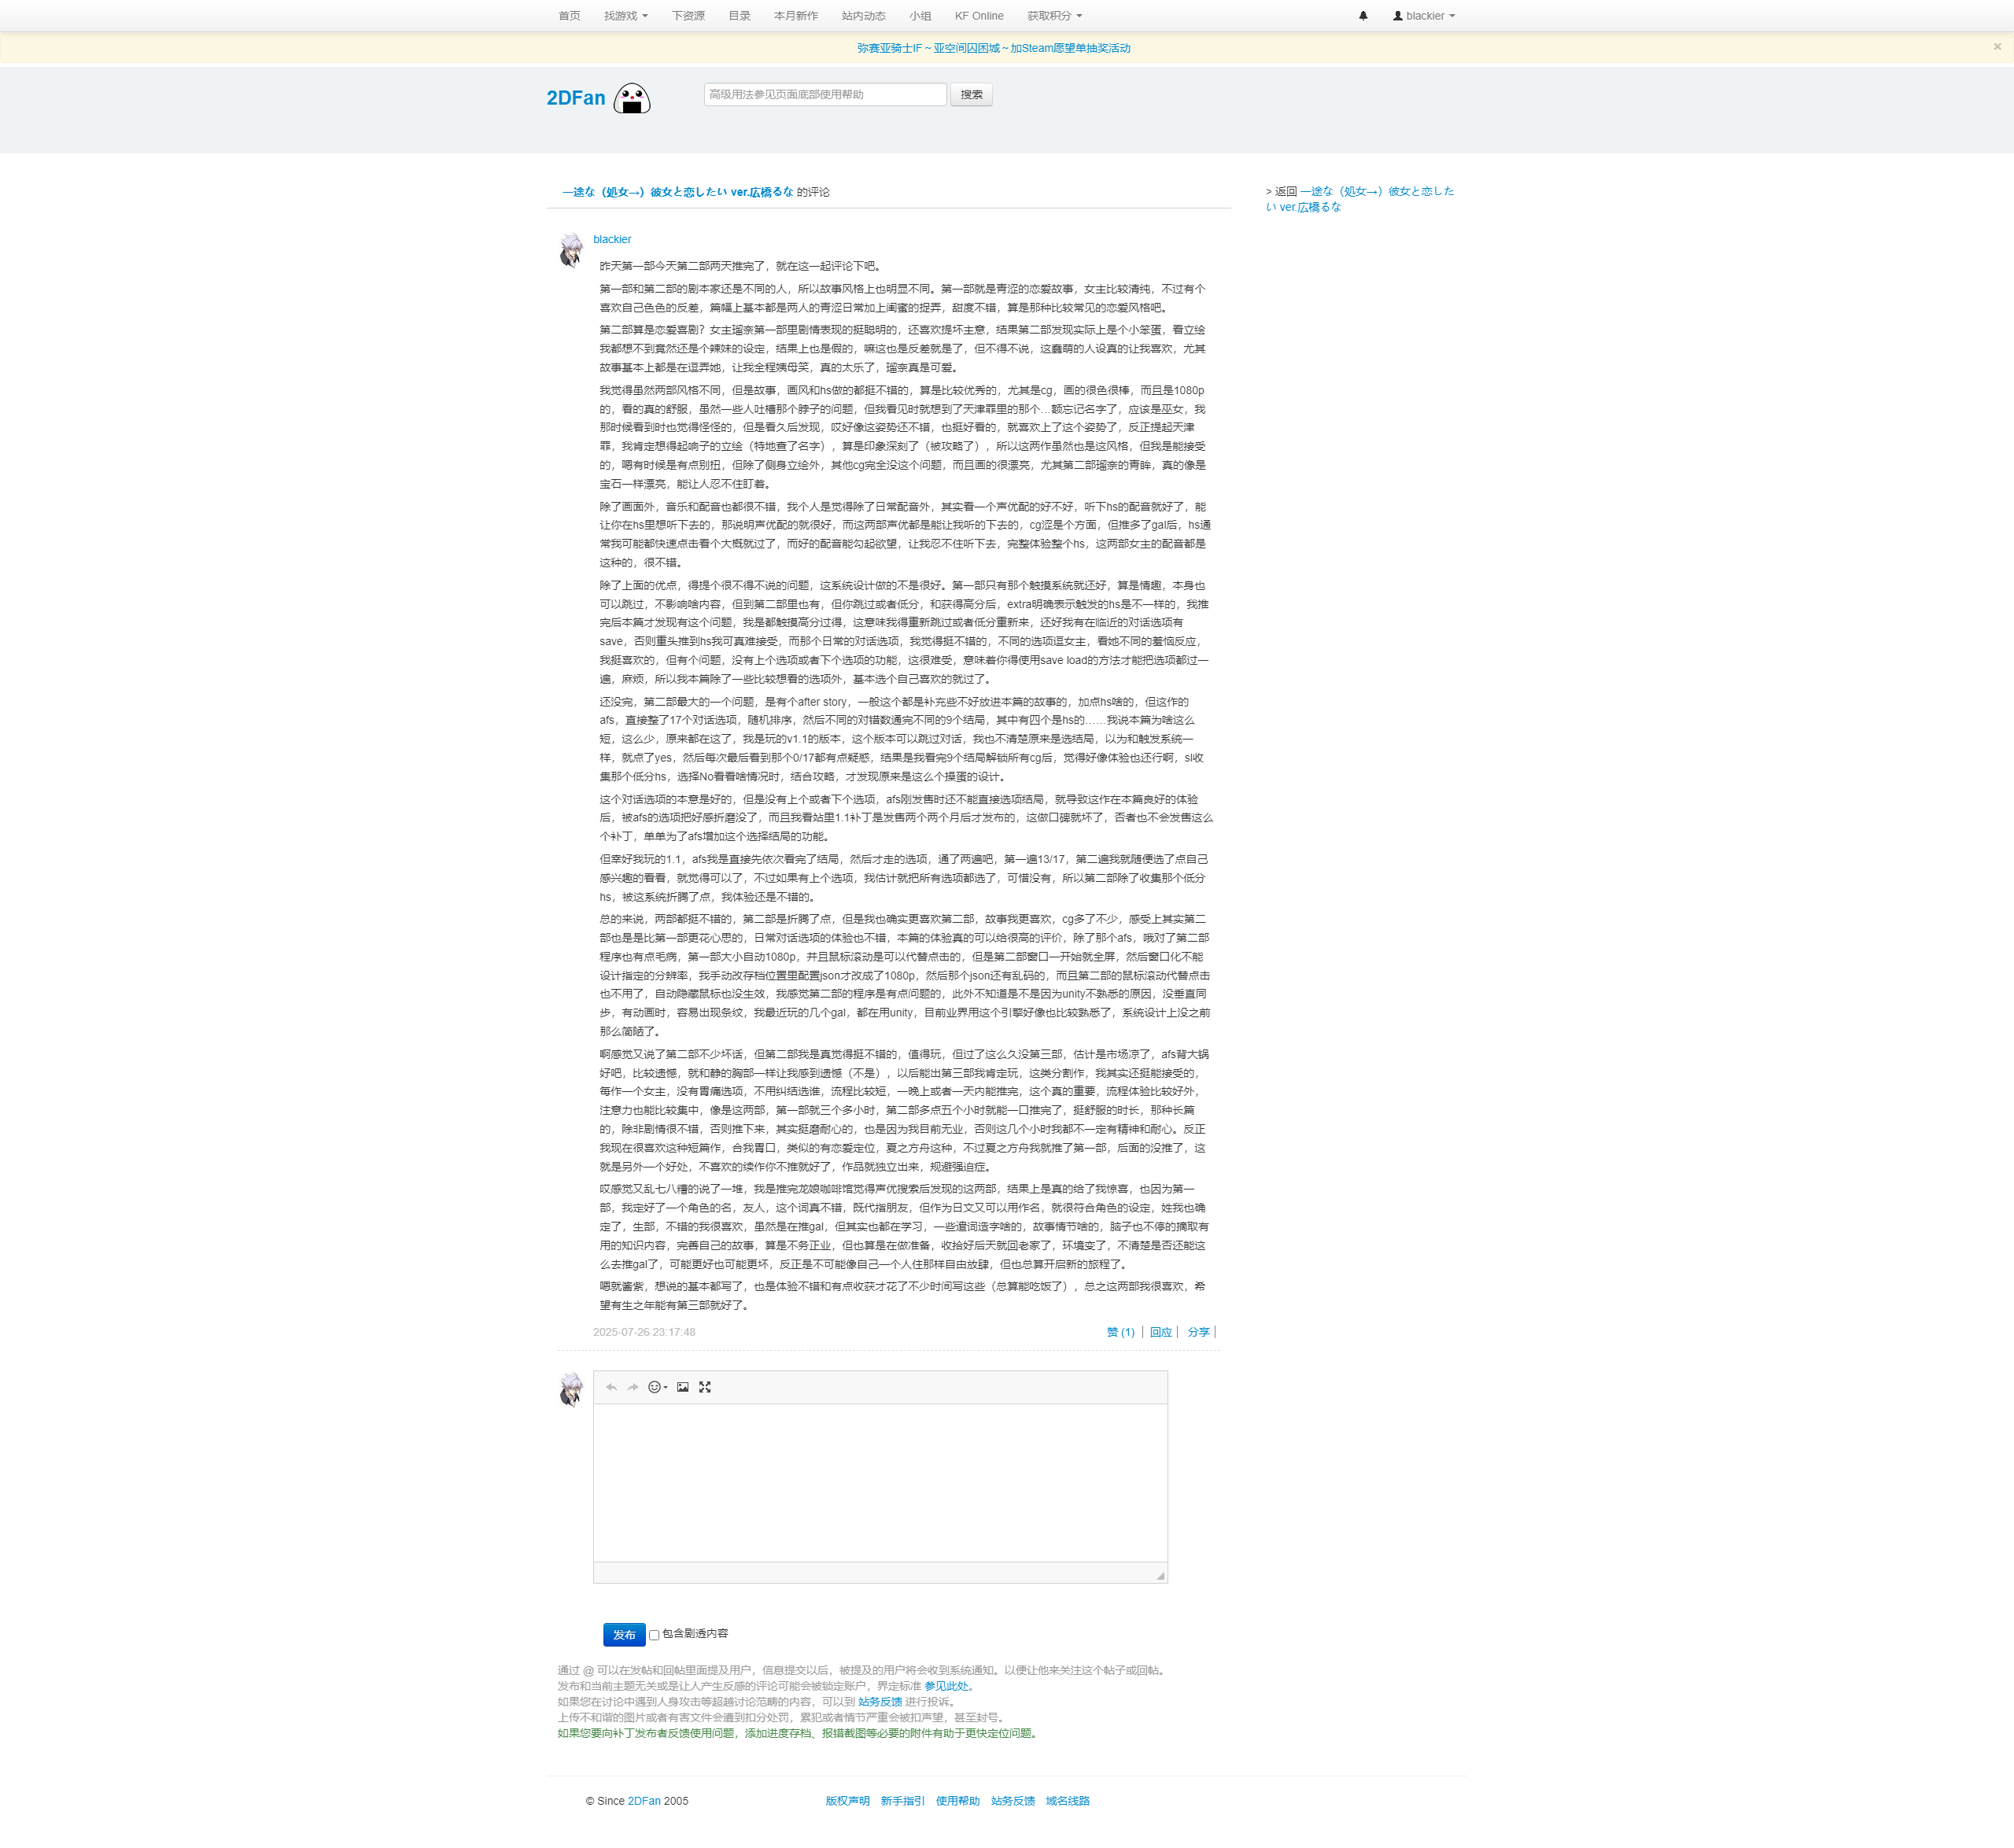 首页 找游戏 下资源 目录 本月新作 站内动态 小组 KF Online 获取积分 blackier
弥赛亚骑士IF～亚空间囚困城～加Steam愿望单抽奖活动 ×
2DFan 高级用法参见页面底部使用帮助 搜索
一途な（処女→）彼女と恋したい ver.広橋るな 的评论
> 返回 一途な（処女→）彼女と恋した
い ver.広橋るな
blackier
昨天第一部今天第二部两天推完了，就在这一起评论下吧。
第一部和第二部的剧本家还是不同的人，所以故事风格上也明显不同。第一部就是青涩的恋爱故事，女主比较清纯，不过有个
喜欢自己色色的反差，篇幅上基本都是两人的青涩日常加上闺蜜的捉弄，甜度不错，算是那种比较常见的恋爱风格吧。
第二部算是恋爱喜剧？女主瑠奈第一部里剧情表现的挺聪明的，还喜欢提坏主意，结果第二部发现实际上是个小笨蛋，看立绘
我都想不到竟然还是个辣妹的设定，结果上也是假的，嘛这也是反差就是了，但不得不说，这蠢萌的人设真的让我喜欢，尤其
故事基本上都是在逗弄她，让我全程姨母笑，真的太乐了，瑠奈真是可爱。
我觉得虽然两部风格不同，但是故事，画风和hs做的都挺不错的，算是比较优秀的，尤其是cg，画的很色很棒，而且是1080p
的，看的真的舒服，虽然一些人吐槽那个脖子的问题，但我看见时就想到了天津罪里的那个…额忘记名字了，应该是巫女，我
那时候看到时也觉得怪怪的，但是看久后发现，哎好像这姿势还不错，也挺好看的，就喜欢上了这个姿势了，反正提起天津
罪，我肯定想得起响子的立绘（特地查了名字），算是印象深刻了（被攻略了），所以这两作虽然也是这风格，但我是能接受
的，嗯有时候是有点别扭，但除了侧身立绘外，其他cg完全没这个问题，而且画的很漂亮，尤其第二部瑠奈的青眸，真的像是
宝石一样漂亮，能让人忍不住盯着。
除了画面外，音乐和配音也都很不错，我个人是觉得除了日常配音外，其实看一个声优配的好不好，听下hs的配音就好了，能
让你在hs里想听下去的，那说明声优配的就很好，而这两部声优都是能让我听的下去的，cg涩是个方面，但推多了gal后，hs通
常我可能都快速点击看个大概就过了，而好的配音能勾起欲望，让我忍不住听下去，完整体验整个hs，这两部女主的配音都是
这种的，很不错。
除了上面的优点，得提个很不得不说的问题，这系统设计做的不是很好。第一部只有那个触摸系统就还好，算是情趣，本身也
可以跳过，不影响啥内容，但到第二部里也有，但你跳过或者低分，和获得高分后，extra明确表示触发的hs是不一样的，我推
完后本篇才发现有这个问题，我是都触摸高分过得，这意味我得重新跳过或者低分重新来，还好我有在临近的对话选项有
save，否则重头推到hs我可真难接受，而那个日常的对话选项，我觉得挺不错的，不同的选项逗女主，看她不同的羞恼反应，
我挺喜欢的，但有个问题，没有上个选项或者下个选项的功能，这很难受，意味着你得使用save load的方法才能把选项都过一
遍，麻烦，所以我本篇除了一些比较想看的选项外，基本选个自己喜欢的就过了。
还没完，第二部最大的一个问题，是有个after story，一般这个都是补充些不好放进本篇的故事的，加点hs啥的，但这作的
afs，直接整了17个对话选项，随机排序，然后不同的对错数通完不同的9个结局，其中有四个是hs的……我说本篇为啥这么
短，这么少，原来都在这了，我是玩的v1.1的版本，这个版本可以跳过对话，我也不清楚原来是选结局，以为和触发系统一
样，就点了yes，然后每次最后看到那个0/17都有点疑惑，结果是我看完9个结局解锁所有cg后，觉得好像体验也还行啊，sl收
集那个低分hs，选择No看看啥情况时，结合攻略，才发现原来是这么个操蛋的设计。
这个对话选项的本意是好的，但是没有上个或者下个选项，afs刚发售时还不能直接选项结局，就导致这作在本篇良好的体验
后，被afs的选项把好感折磨没了，而且我看站里1.1补丁是发售两个两个月后才发布的，这做口碑就坏了，否者也不会发售这么
个补丁，单单为了afs增加这个选择结局的功能。
但幸好我玩的1.1，afs我是直接先依次看完了结局，然后才走的选项，通了两遍吧，第一遍13/17，第二遍我就随便选了点自己
感兴趣的看看，就觉得可以了，不过如果有上个选项，我估计就把所有选项都选了，可惜没有，所以第二部除了收集那个低分
hs，被这系统折腾了点，我体验还是不错的。
总的来说，两部都挺不错的，第二部是折腾了点，但是我也确实更喜欢第二部，故事我更喜欢，cg多了不少，感受上其实第二
部也是是比第一部更花心思的，日常对话选项的体验也不错，本篇的体验真的可以给很高的评价，除了那个afs，哦对了第二部
程序也有点毛病，第一部大小自动1080p，并且鼠标滚动是可以代替点击的，但是第二部窗口一开始就全屏，然后窗口化不能
设计指定的分辨率，我手动改存档位置里配置json才改成了1080p，然后那个json还有乱码的，而且第二部的鼠标滚动代替点击
也不用了，自动隐藏鼠标也没生效，我感觉第二部的程序是有点问题的，此外不知道是不是因为unity不熟悉的原因，没垂直同
步，有动画时，容易出现条纹，我最近玩的几个gal，都在用unity，目前业界用这个引擎好像也比较熟悉了，系统设计上没之前
那么简陋了。
啊感觉又说了第二部不少坏话，但第二部我是真觉得挺不错的，值得玩，但过了这么久没第三部，估计是市场凉了，afs背大锅
好吧，比较遗憾，就和静的胸部一样让我感到遗憾（不是），以后能出第三部我肯定玩，这类分割作，我其实还挺能接受的，
每作一个女主，没有胃痛选项，不用纠结选谁，流程比较短，一晚上或者一天内能推完，这个真的重要，流程体验比较好外，
注意力也能比较集中，像是这两部，第一部就三个多小时，第二部多点五个小时就能一口推完了，挺舒服的时长，那种长篇
的，除非剧情很不错，否则推下来，其实挺磨耐心的，也是因为我目前无业，否则这几个小时我都不一定有精神和耐心。反正
我现在很喜欢这种短篇作，合我胃口，类似的有恋爱定位，夏之方舟这种，不过夏之方舟我就推了第一部，后面的没推了，这
就是另外一个好处，不喜欢的续作你不推就好了，作品就独立出来，规避强迫症。
哎感觉又乱七八糟的说了一堆，我是推完龙娘咖啡馆觉得声优搜索后发现的这两部，结果上是真的给了我惊喜，也因为第一
部，我定好了一个角色的名，友人，这个词真不错，既代指朋友，但作为日文又可以用作名，就很符合角色的设定，姓我也确
定了，生部，不错的我很喜欢，虽然是在推gal，但其实也都在学习，一些遣词造字啥的，故事情节啥的，脑子也不停的摘取有
用的知识内容，完善自己的故事，算是不务正业，但也算是在做准备，收拾好后天就回老家了，环境变了，不清楚是否还能这
么去推gal了，可能更好也可能更坏，反正是不可能像自己一个人住那样自由放肆，但也总算开启新的旅程了。
嗯就酱紫，想说的基本都写了，也是体验不错和有点收获才花了不少时间写这些（总算能吃饭了），总之这两部我很喜欢，希
望有生之年能有第三部就好了。
2025-07-26 23:17:48 赞 (1) | 回应 | 分享 |
发布 包含剧透内容
通过 @ 可以在发帖和回帖里面提及用户，信息提交以后，被提及的用户将会收到系统通知。以便让他来关注这个帖子或回帖。
发布和当前主题无关或是让人产生反感的评论可能会被锁定账户，界定标准 参见此处。
如果您在讨论中遇到人身攻击等超越讨论范畴的内容，可以到 站务反馈 进行投诉。
上传不和谐的图片或者有害文件会遭到扣分处罚，累犯或者情节严重会被扣声望，甚至封号。
如果您要向补丁发布者反馈使用问题，添加进度存档、报错截图等必要的附件有助于更快定位问题。
© Since 2DFan 2005 版权声明 新手指引 使用帮助 站务反馈 域名线路